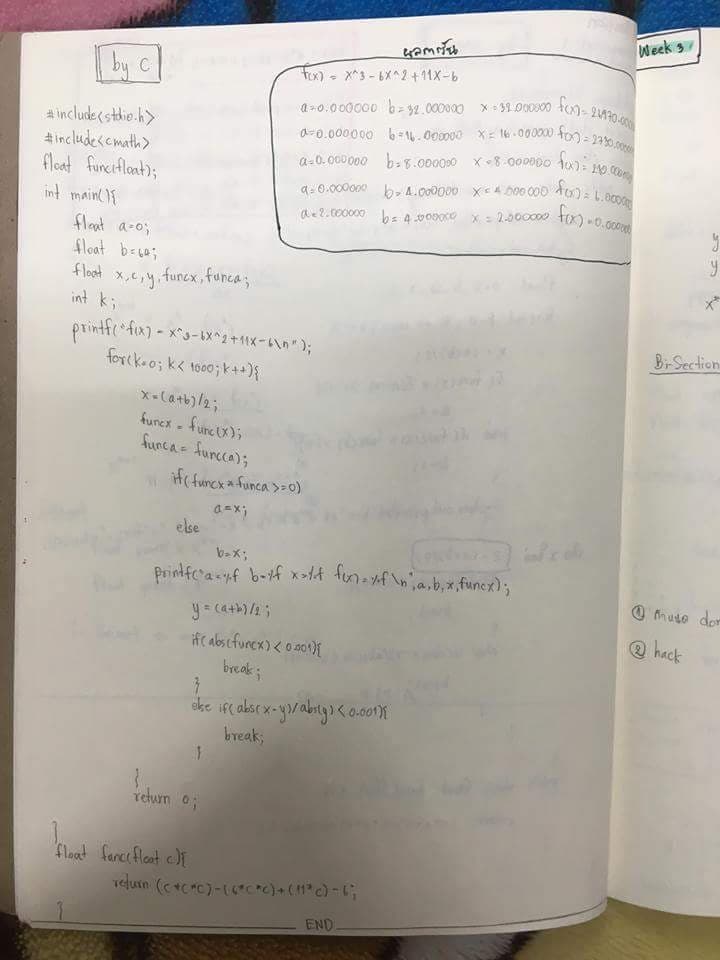 by C
ผลการรัน
f(x) = x^3-6x^2+11x-6
a=0.000000 b=32.000000 x=32.000000 f(x)=26970.0000
a=0.000000 b=16.000000 x=16.000000 f(x)=2730.00000
a=0.000000 b=8.000000 x=8.000000 f(x)=210.000000
a=0.000000 b=4.000000 x=4.000000 f(x)=6.000000
a=2.000000 b=4.000000 x=2.000000 f(x)=0.000000
#include<stdio.h>
#include<cmath>
float func(float);
int main(){
float a=0;
float b=64;
float x,c,y,funcx,funca;
int k;
printf("f(x) = x^3-6x^2+11x-6\n");
for(k=0; k<1000; k++){
x=(a+b)/2;
funcx = func(x);
funca = func(a);
if(funcx*funca>=0)
a=x;
else
b=x;
printf("a=%f b=%f x=%f f(x)=%f \n",a,b,x,funcx);
y=(a+b)/2;
if(abs(funcx)<0.001){
break;
}
else if(abs(x-y)/abs(y)<0.001){
break;
}
}
return 0;
}
float func(float c){
return (c*c*c)-(6*c*c)+(11*c)-6;
}
END
Week 3
y
y
x*
Bi-Section
①
② hack